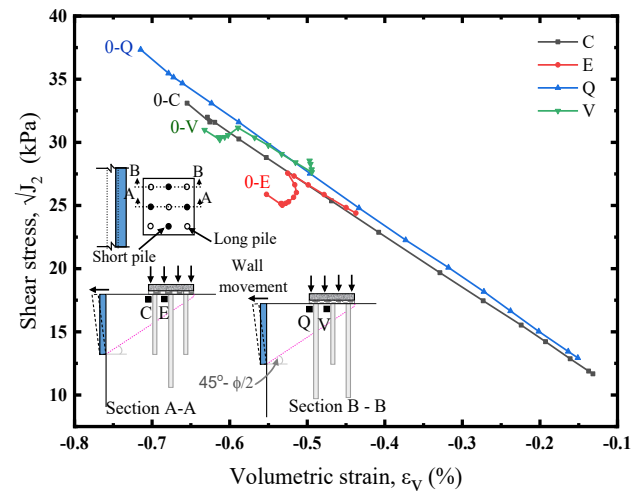 40
35
30
25
20
15
10
Shear stress, √J₂ (kPa)
-0.8
-0.7
-0.6
-0.5
-0.4
-0.3
-0.2
-0.1
Volumetric strain, εᵥ (%)
C
E
Q
V
0-Q
0-C
0-V
0-E
B B
A A
Short pile
Long pile
Wall
movement
C E
Q V
45°- ϕ/2
Section A-A
Section B - B